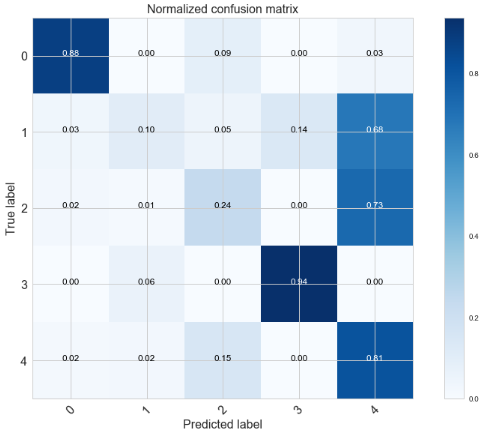 Normalized confusion matrix
0 0.88 0.00 0.09 0.00 0.03
1 0.03 0.10 0.05 0.14 0.68
2 0.02 0.01 0.24 0.00 0.73
3 0.00 0.06 0.00 0.94 0.00
4 0.02 0.02 0.15 0.00 0.81
0 1 2 3 4
Predicted label
True label
0.8
0.6
0.4
0.2
0.0